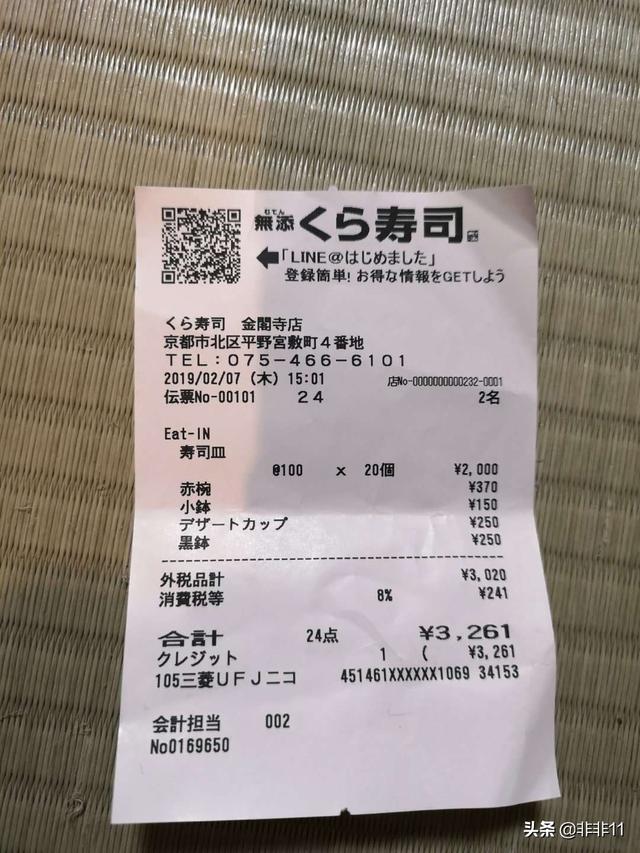 むてん
無添くら寿司
「LINE@はじめました」
登録簡単! お得な情報をGETしよう
くら寿司 金閣寺店
京都市北区平野宮敷町4番地
TEL:075-466-6101
2019/02/07 (木) 15:01 店No-0000000000232-0001
伝票No-00101 24 2名
Eat-IN
寿司皿
@100 x 20個 ¥2,000
赤椀 ¥370
小鉢 ¥150
デザートカップ ¥250
黒鉢 ¥250
外税品計 ¥3,020
消費税等 8% ¥241
合計 24点 ¥3,261
クレジット 1 ( ¥3,261
105三菱UFJニコ 451461XXXXXX1069 34153
会計担当 002
No0169650
头条 @非非11